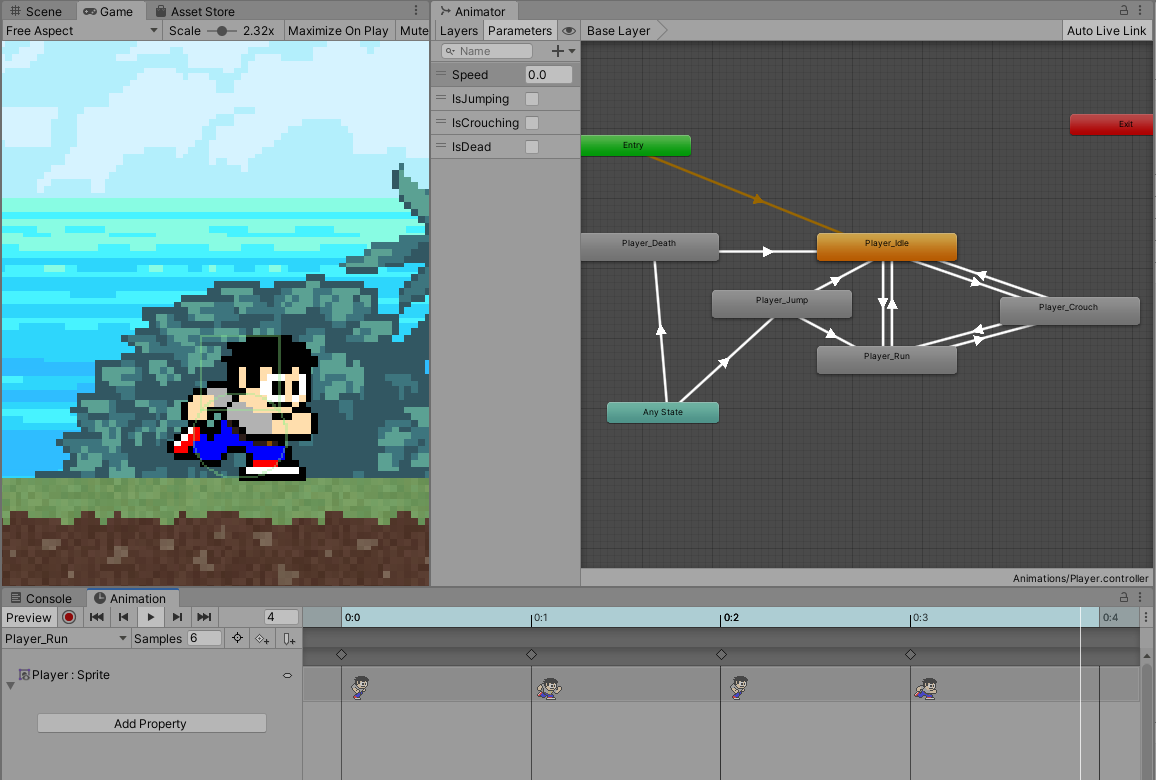 Scene Game Asset Store
Free Aspect Scale 2.32x Maximize On Play Mute
Animator
Layers Parameters Base Layer Auto Live Link
Name
Speed 0.0
IsJumping
IsCrouching
IsDead
Exit
Entry
Player_Death
Player_Idle
Player_Jump
Player_Crouch
Player_Run
Any State
Animations/Player.controller
Console Animation
Preview 4 0:0 0:1 0:2 0:3 0:4
Player_Run Samples 6
Player : Sprite
Add Property